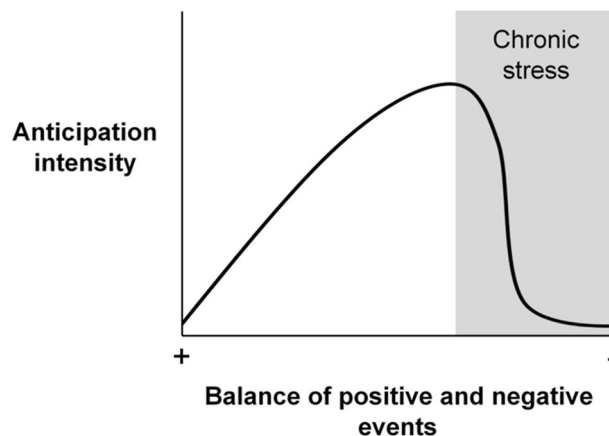 Chronic
stress
Anticipation
intensity
+
-
Balance of positive and negative
events